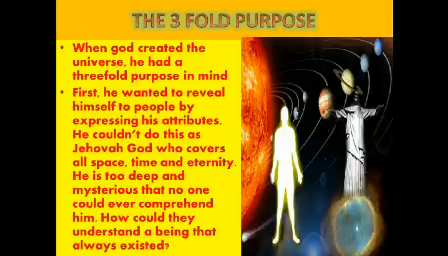 THE 3 FOLD PURPOSE
• When god created the
universe, he had a
threefold purpose in mind
• First, he wanted to reveal
himself to people by
expressing his attributes.
He couldn't do this as
Jehovah God who covers
all space, time and eternity.
He is too deep and
mysterious that no one
could ever comprehend
him. How could they
understand a being that
always existed?